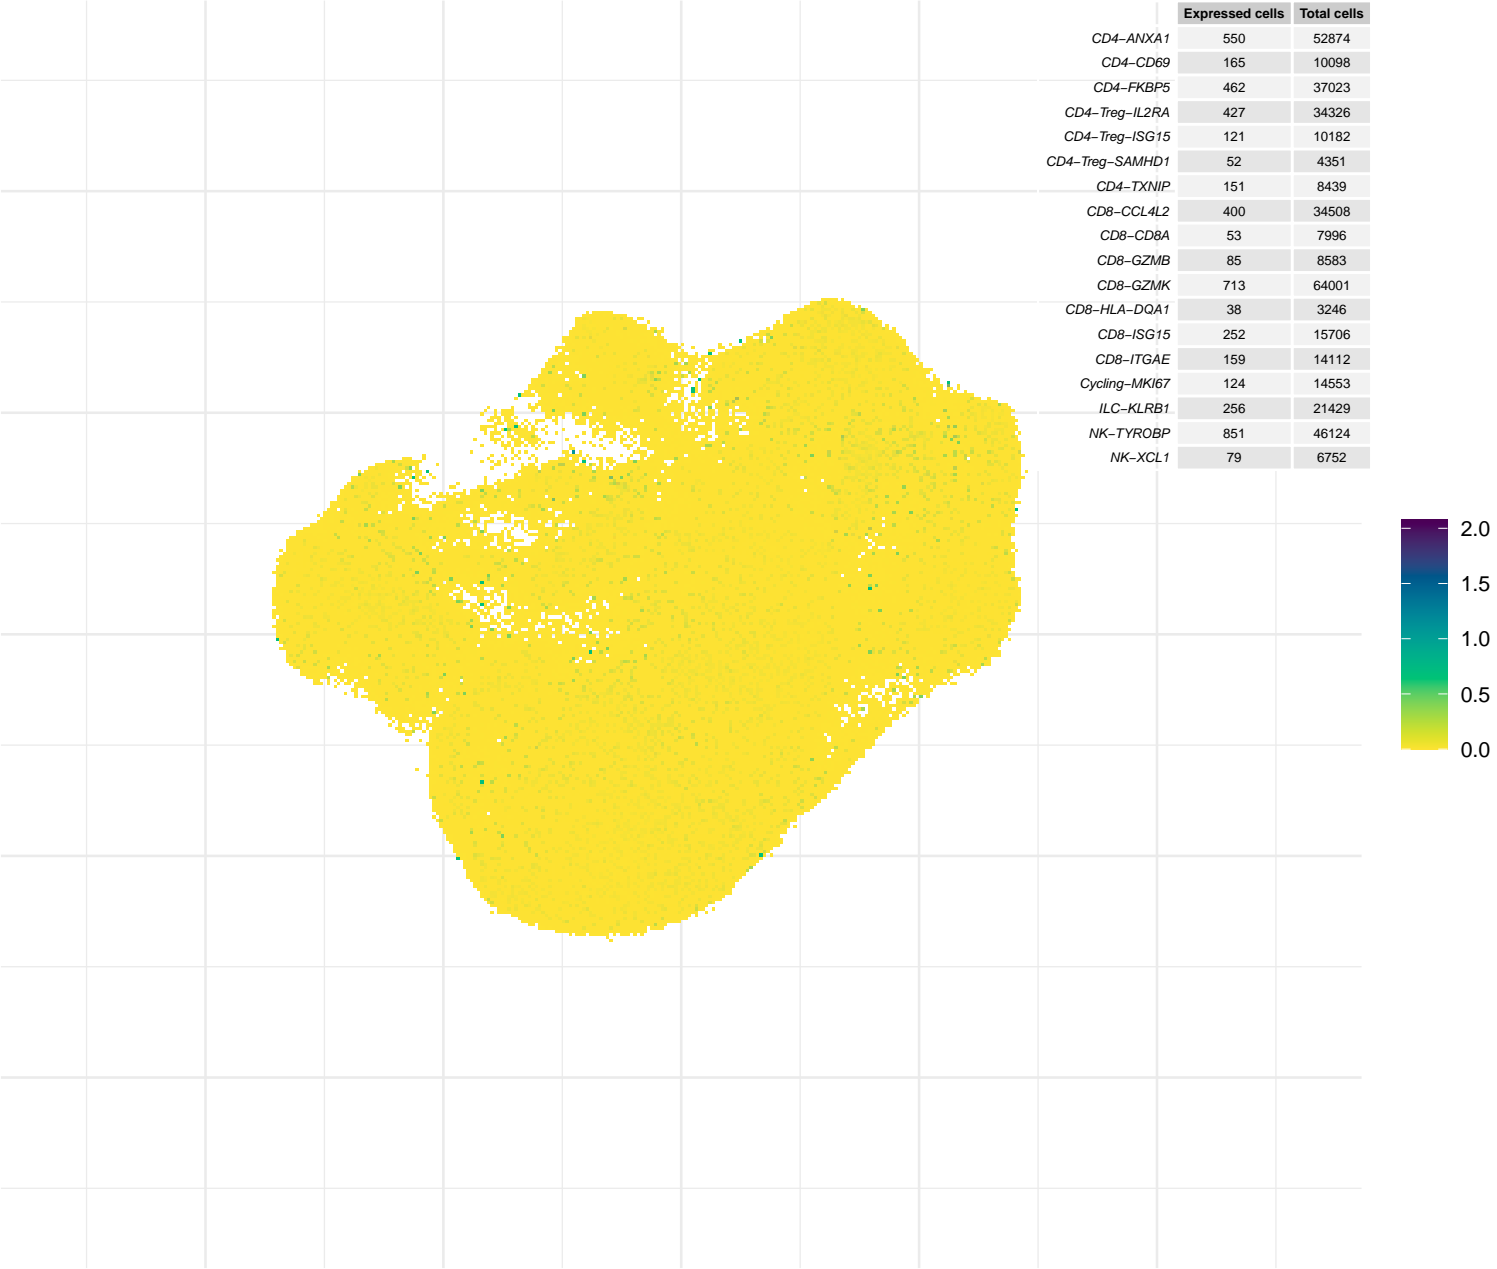 Expressed cells Total cells
CD4−ANXA1 550 52874
CD4−CD69 165 10098
CD4−FKBP5 462 37023
CD4−Treg−IL2RA 427 34326
CD4−Treg−ISG15 121 10182
CD4−Treg−SAMHD1 52 4351
CD4−TXNIP 151 8439
CD8−CCL4L2 400 34508
CD8−CD8A 53 7996
CD8−GZMB 85 8583
CD8−GZMK 713 64001
CD8−HLA−DQA1 38 3246
CD8−ISG15 252 15706
CD8−ITGAE 159 14112
Cycling−MKI67 124 14553
ILC−KLRB1 256 21429
NK−TYROBP 851 46124
NK−XCL1 79 6752
2.0
1.5
1.0
0.5
0.0